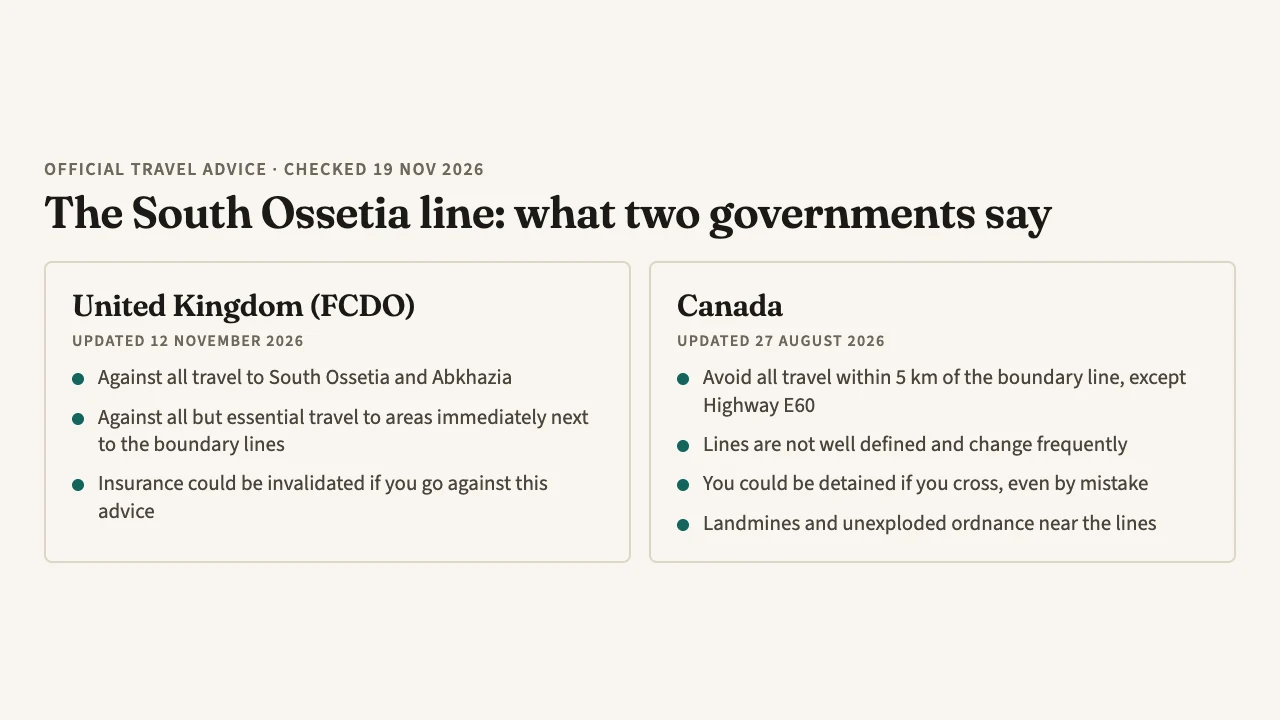 OFFICIAL TRAVEL ADVICE · CHECKED 19 NOV 2026
The South Ossetia line: what two governments say
United Kingdom (FCDO)
UPDATED 12 NOVEMBER 2026
Against all travel to South Ossetia and Abkhazia
Against all but essential travel to areas immediately next
to the boundary lines
Insurance could be invalidated if you go against this
advice
Canada
UPDATED 27 AUGUST 2026
Avoid all travel within 5 km of the boundary line, except
Highway E60
Lines are not well defined and change frequently
You could be detained if you cross, even by mistake
Landmines and unexploded ordnance near the lines